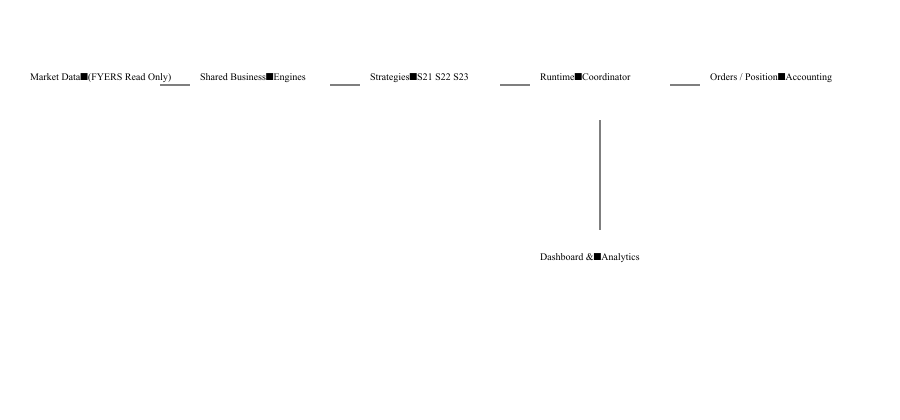 Market Data■(FYERS Read Only)
Shared Business■Engines
Strategies■S21 S22 S23
Runtime■Coordinator
Orders / Position■Accounting
Dashboard &■Analytics